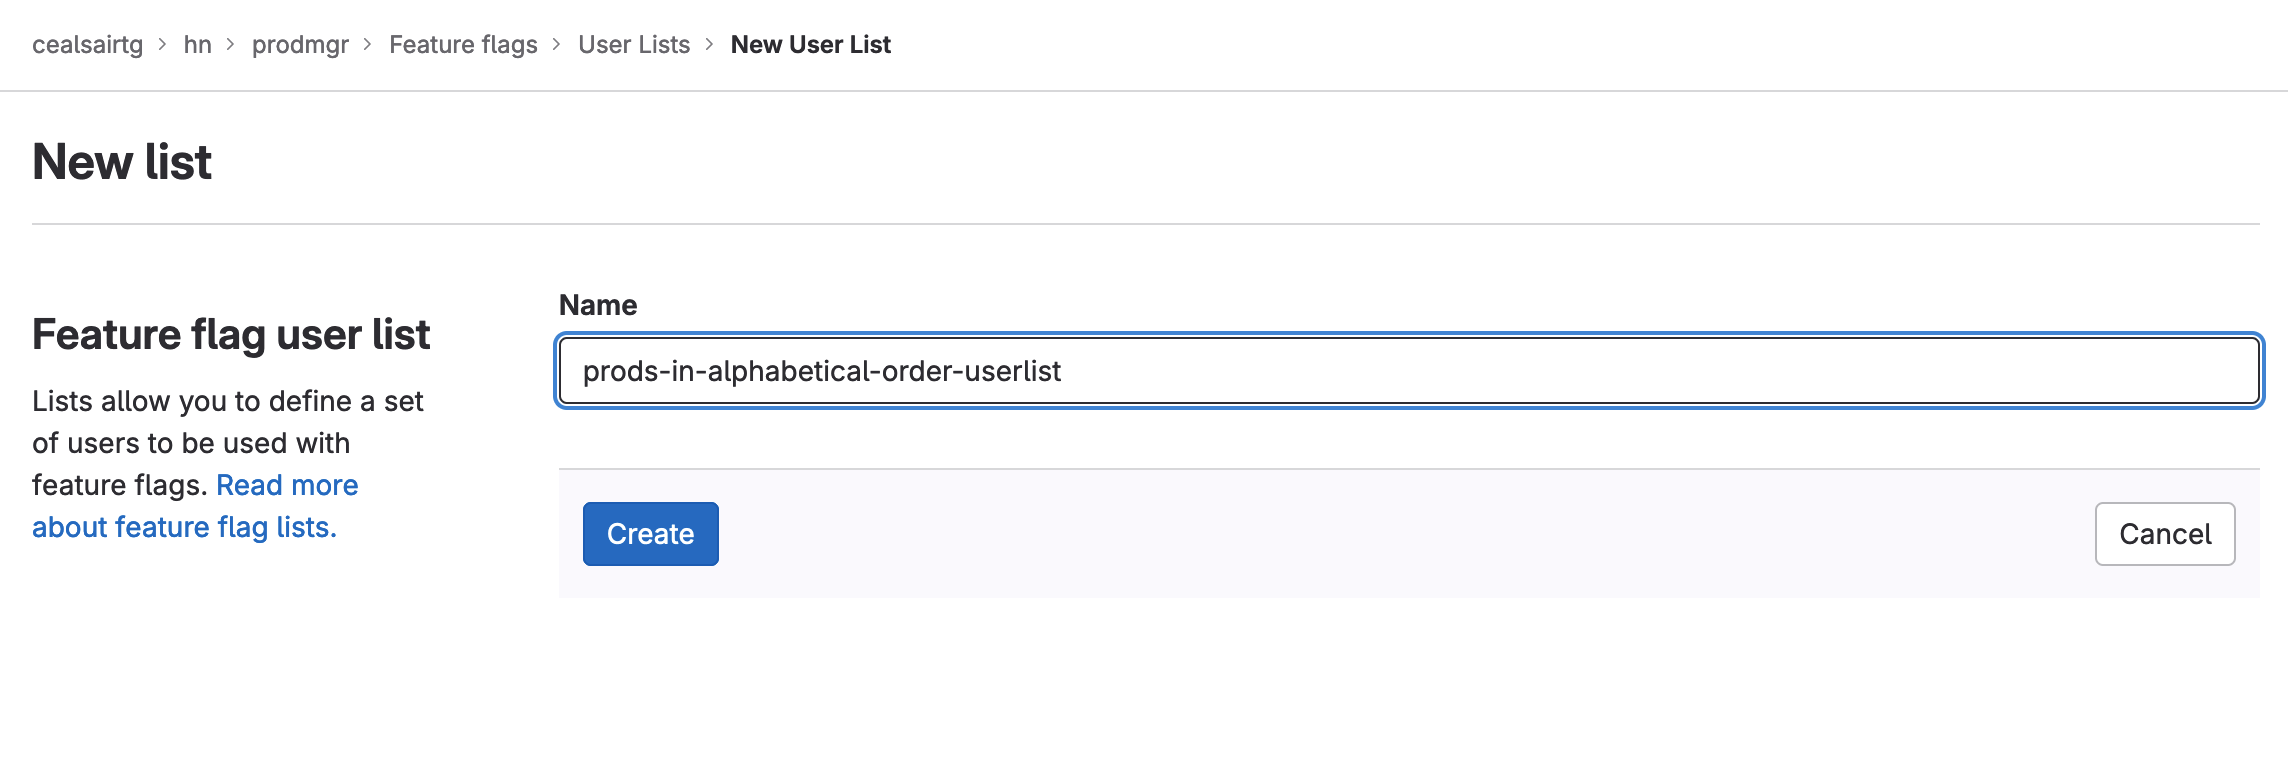 cealsairtg > hn > prodmgr > Feature flags > User Lists > New User List
New list
Feature flag user list
Lists allow you to define a set
of users to be used with
feature flags. Read more
about feature flag lists.
Name
prods-in-alphabetical-order-userlist
Create
Cancel